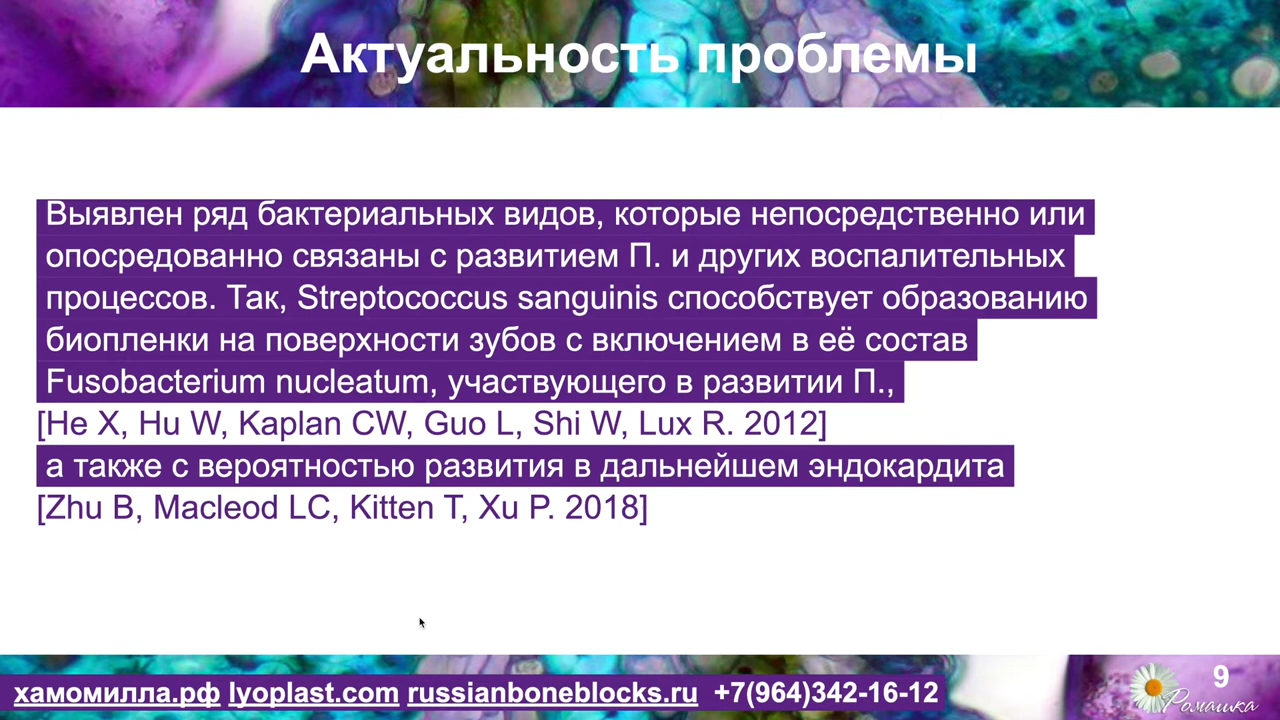 Актуальность проблемы
Выявлен ряд бактериальных видов, которые непосредственно или
опосредованно связаны с развитием П. и других воспалительных
процессов. Так, Streptococcus sanguinis способствует образованию
биопленки на поверхности зубов с включением в её состав
Fusobacterium nucleatum, участвующего в развитии П.,
[He X, Hu W, Kaplan CW, Guo L, Shi W, Lux R. 2012]
а также с вероятностью развития в дальнейшем эндокардита
[Zhu B, Macleod LC, Kitten T, Xu P. 2018]
хамомилла.рф lyoplast.com russianboneblocks.ru +7(964)342-16-12
9
Ромашка